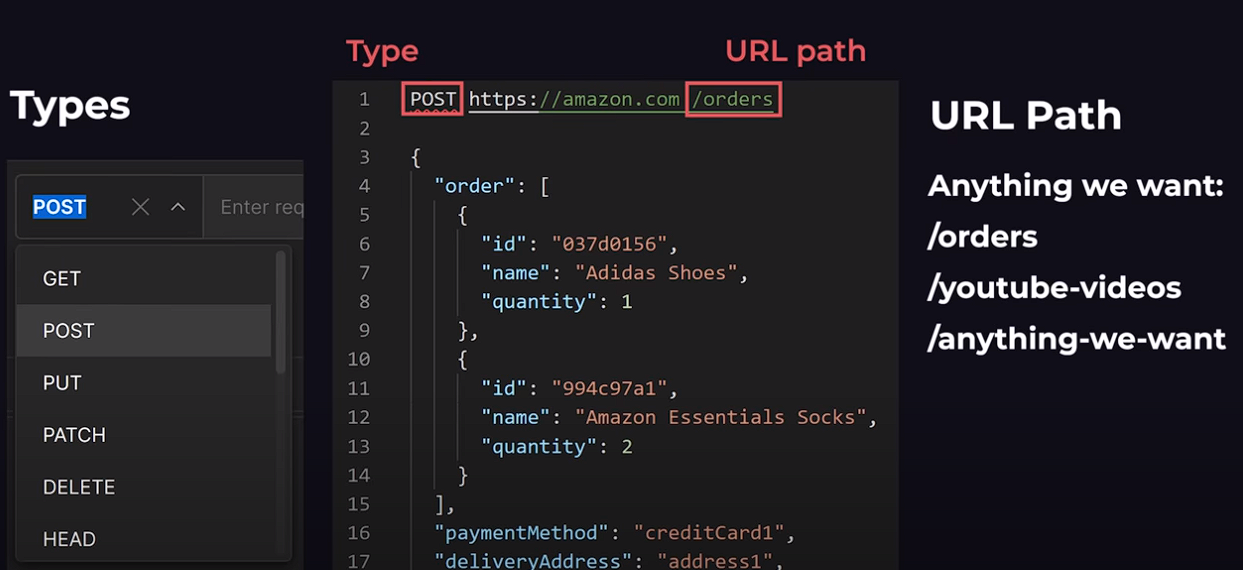 Types
POST
Enter req
GET
POST
PUT
PATCH
DELETE
HEAD
Type
URL path
1 POST https://amazon.com /orders
2
3 {
4 "order": [
5 {
6 "id": "037d0156",
7 "name": "Adidas Shoes",
8 "quantity": 1
9 },
10 {
11 "id": "994c97a1",
12 "name": "Amazon Essentials Socks",
13 "quantity": 2
14 }
15 ],
16 "paymentMethod": "creditCard1",
17 "deliveryAddress": "address1",
URL Path
Anything we want:
/orders
/youtube-videos
/anything-we-want